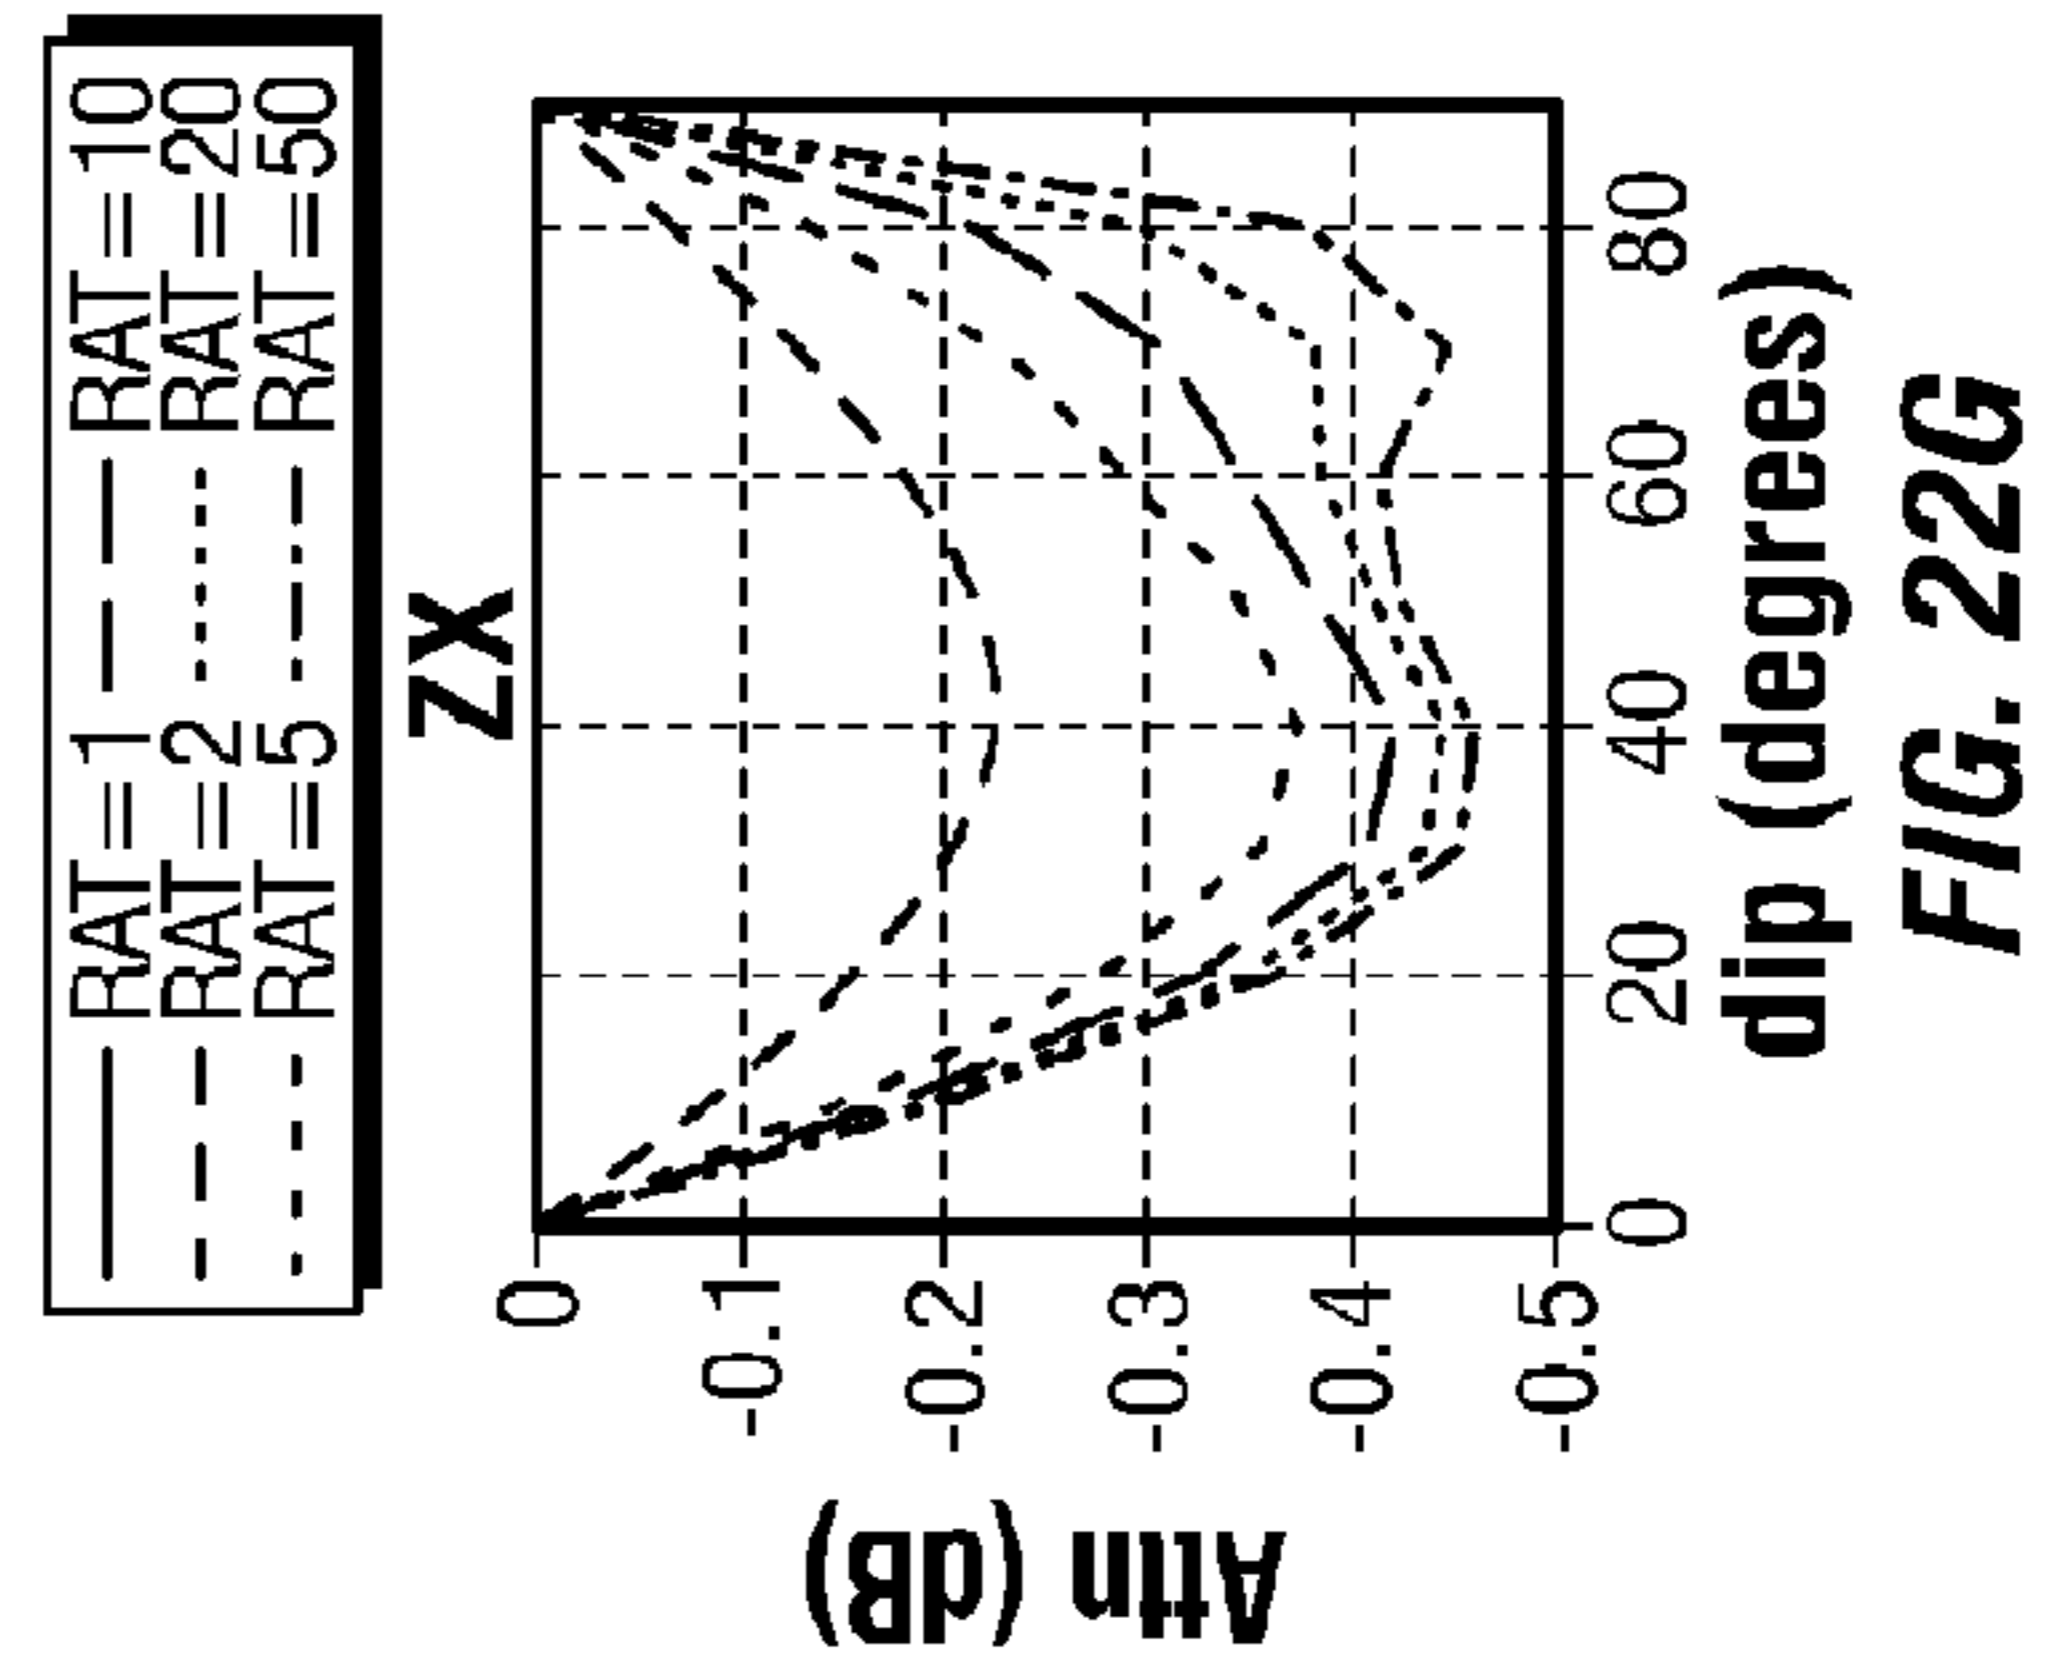 RAT=1 RAT=10
RAT=2 RAT=20
RAT=5 RAT=50
ZX
0
-0.1
-0.2
-0.3
-0.4
-0.5
Attn (dB)
0 20 40 60 80
dip (degrees)
FIG. 22G